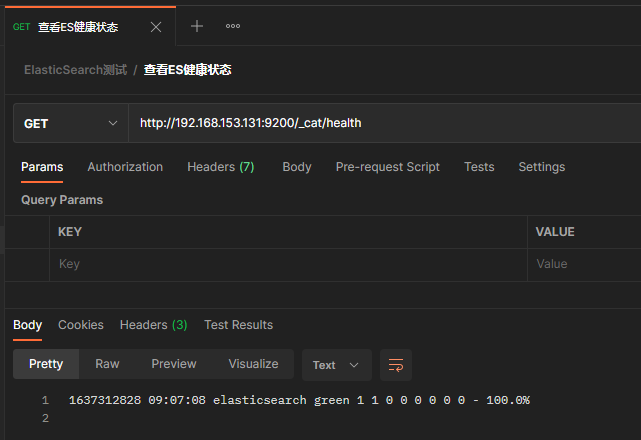 GET 查看ES健康状态
ElasticSearch测试 / 查看ES健康状态
GET http://192.168.153.131:9200/_cat/health
Params Authorization Headers (7) Body Pre-request Script Tests Settings
Query Params
KEY VALUE
Key Value
Body Cookies Headers (3) Test Results
Pretty Raw Preview Visualize Text
1 1637312828 09:07:08 elasticsearch green 1 1 0 0 0 0 0 0 - 100.0%
2